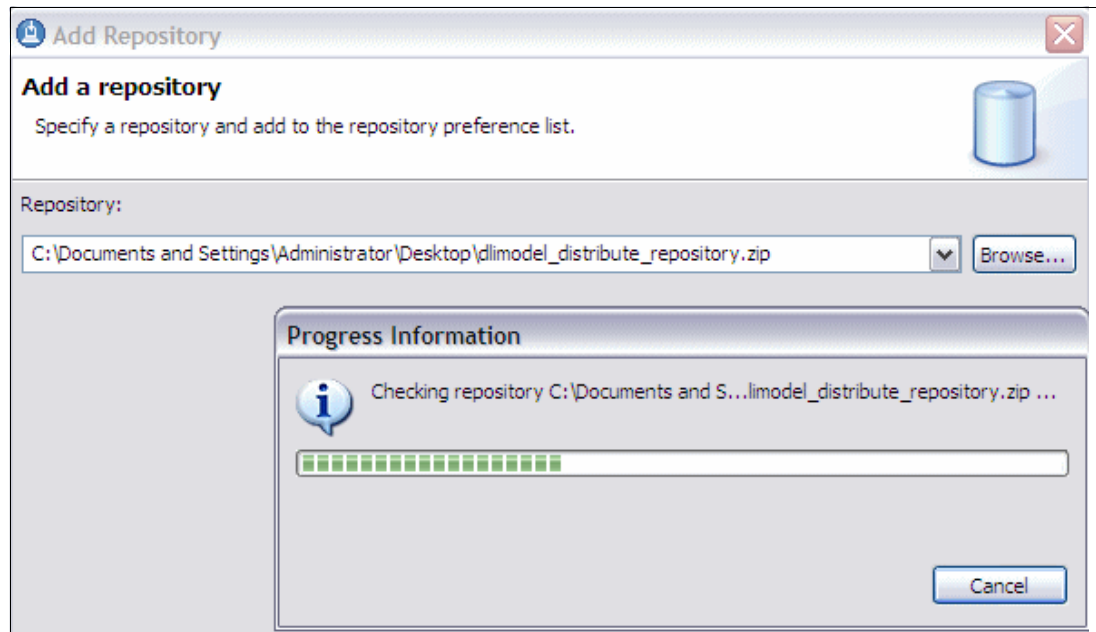 Add Repository
Add a repository
Specify a repository and add to the repository preference list.
Repository:
C:\Documents and Settings\Administrator\Desktop\dlimodel_distribute_repository.zip
Browse...
Progress Information
Checking repository C:\Documents and S...limodel_distribute_repository.zip ...
Cancel